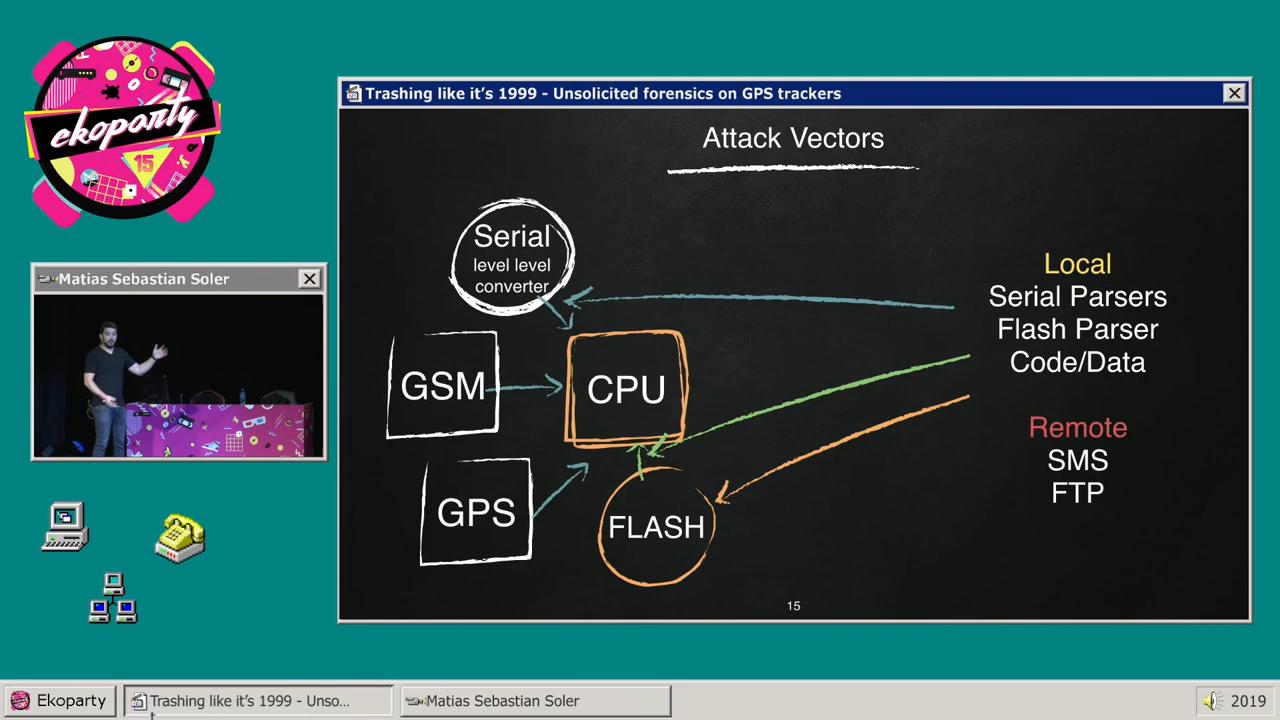 ekoparty
15
Trashing like it's 1999 - Unsolicited forensics on GPS trackers
Attack Vectors
Serial
level level
converter
GSM
CPU
GPS
FLASH
Local
Serial Parsers
Flash Parser
Code/Data
Remote
SMS
FTP
15
Matias Sebastian Soler
Ekoparty
Trashing like it's 1999 - Unso...
Matias Sebastian Soler
2019